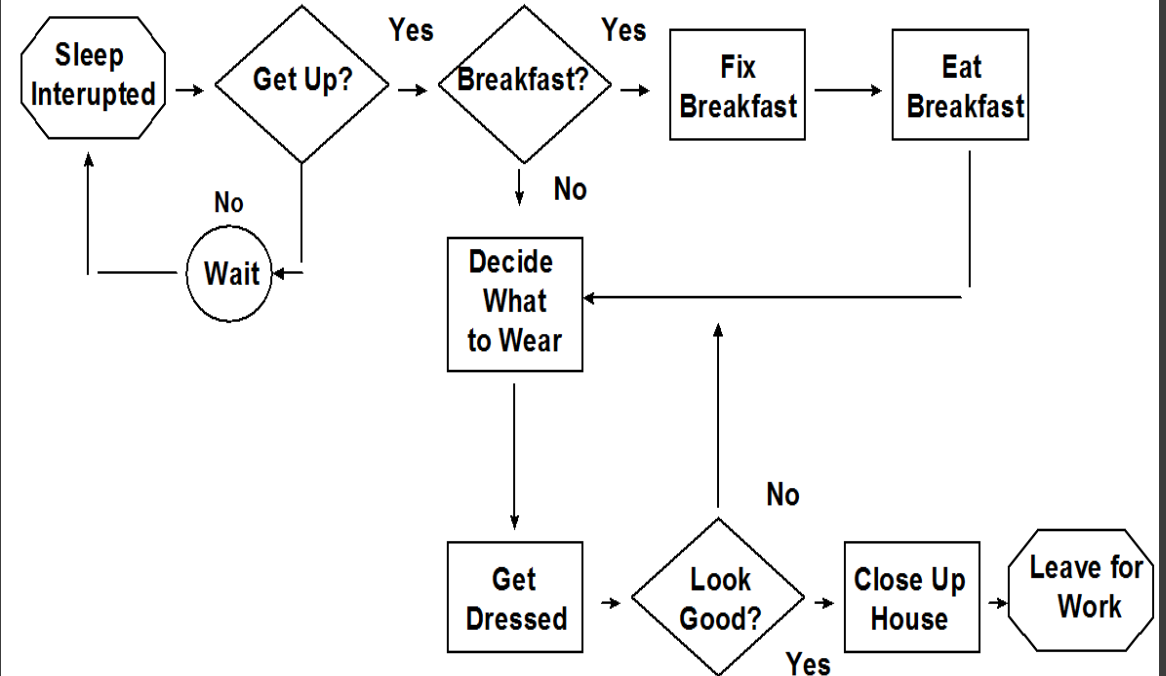 Sleep
Interupted
Get Up?
Yes
Breakfast?
Yes
Fix
Breakfast
Eat
Breakfast
No
Wait
No
Decide
What
to Wear
No
Get
Dressed
Look
Good?
Yes
Close Up
House
Leave for
Work